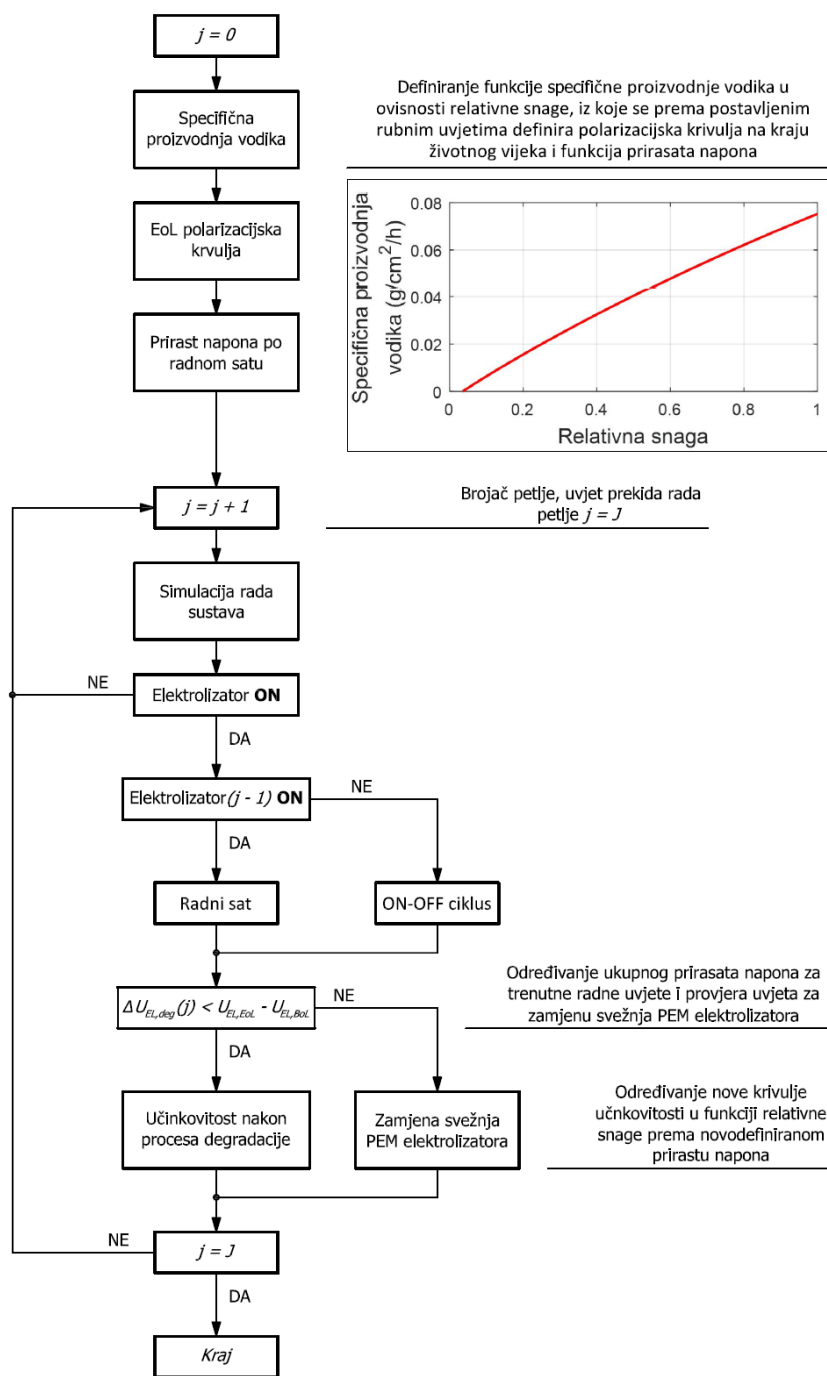 j = 0
Specifična
proizvodnja vodika
EoL polarizacijska
krvulja
Prirast napona po
radnom satu
Definiranje funkcije specifične proizvodnje vodika u
ovisnosti relativne snage, iz koje se prema postavljenim
rubnim uvjetima definira polarizacijska krivulja na kraju
životnog vijeka i funkcija prirasata napona
Specifična proizvodnja
vodika (g/cm²/h)
0.08
0.06
0.04
0.02
0
0
0.2
0.4
0.6
0.8
1
Relativna snaga
j = j + 1
Brojač petlje, uvjet prekida rada
petlje j = J
Simulacija rada
sustava
NE
Elektrolizator ON
DA
Elektrolizator(j - 1) ON
NE
DA
Radni sat
ON-OFF ciklus
ΔU_EL,deg(j) < U_EL,EoL - U_EL,BoL
NE
Određivanje ukupnog prirasata napona za
trenutne radne uvjete i provjera uvjeta za
zamjenu svežnja PEM elektrolizatora
DA
Učinkovitost nakon
procesa degradacije
Zamjena svežnja
PEM elektrolizatora
Određivanje nove krivulje
učnkovitosti u funkciji relativne
snage prema novodefiniranom
prirastu napona
NE
j = J
DA
Kraj